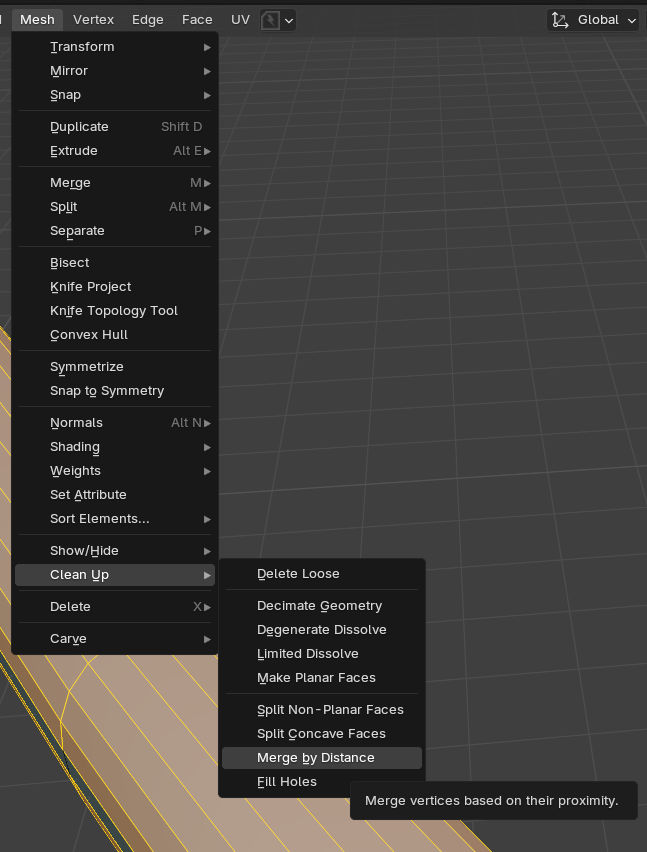 Mesh Vertex Edge Face UV Global
Transform
Mirror
Snap
Duplicate Shift D
Extrude Alt E
Merge M
Split Alt M
Separate P
Bisect
Knife Project
Knife Topology Tool
Convex Hull
Symmetrize
Snap to Symmetry
Normals Alt N
Shading
Weights
Set Attribute
Sort Elements...
Show/Hide
Clean Up
Delete X
Carve
Delete Loose
Decimate Geometry
Degenerate Dissolve
Limited Dissolve
Make Planar Faces
Split Non-Planar Faces
Split Concave Faces
Merge by Distance
Fill Holes
Merge vertices based on their proximity.